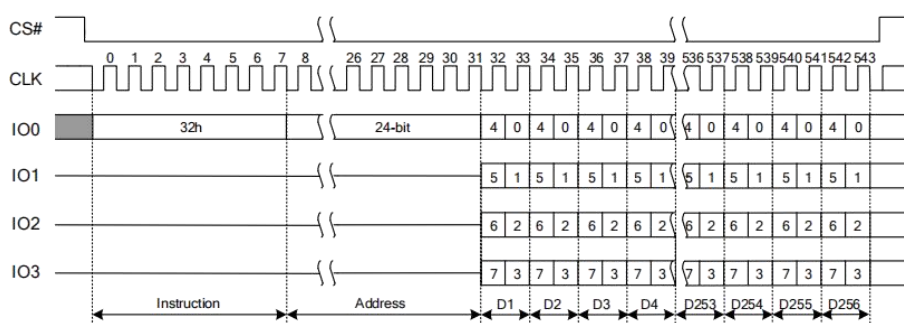 CS#
0 1 2 3 4 5 6 7 8 26 27 28 29 30 31 32 33 34 35 36 37 38 39 536 537 538 539 540 541 542 543
CLK
IO0 32h 24-bit 4 0 4 0 4 0 4 0 4 0 4 0 4 0 4 0
IO1 5 1 5 1 5 1 5 1 5 1 5 1 5 1 5 1
IO2 6 2 6 2 6 2 6 2 6 2 6 2 6 2 6 2
IO3 7 3 7 3 7 3 7 3 7 3 7 3 7 3 7 3
Instruction Address D1 D2 D3 D4 D253 D254 D255 D256